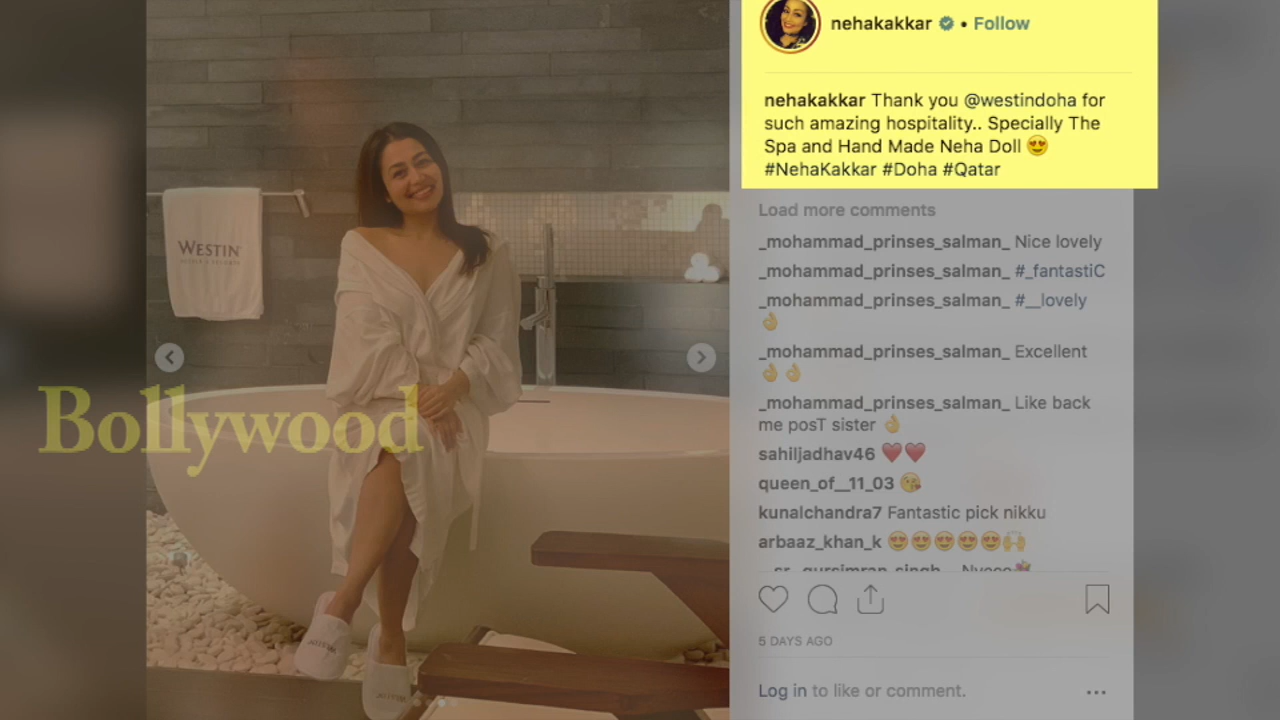 nehakakkar • Follow
nehakakkar Thank you @westindoha for
such amazing hospitality.. Specially The
Spa and Hand Made Neha Doll 😍
#NehaKakkar #Doha #Qatar
Load more comments
_mohammad_prinses_salman_ Nice lovely
_mohammad_prinses_salman_ #_fantastiC
_mohammad_prinses_salman_ #__lovely
👌
_mohammad_prinses_salman_ Excellent
👌👌
_mohammad_prinses_salman_ Like back
me posT sister 👌
sahiljadhav46 ❤️❤️
queen_of__11_03 😘
kunalchandra7 Fantastic pick nikku
arbaaz_khan_k 😍😍😍😍😍🙌
5 DAYS AGO
Log in to like or comment.
WESTIN
Bollywood